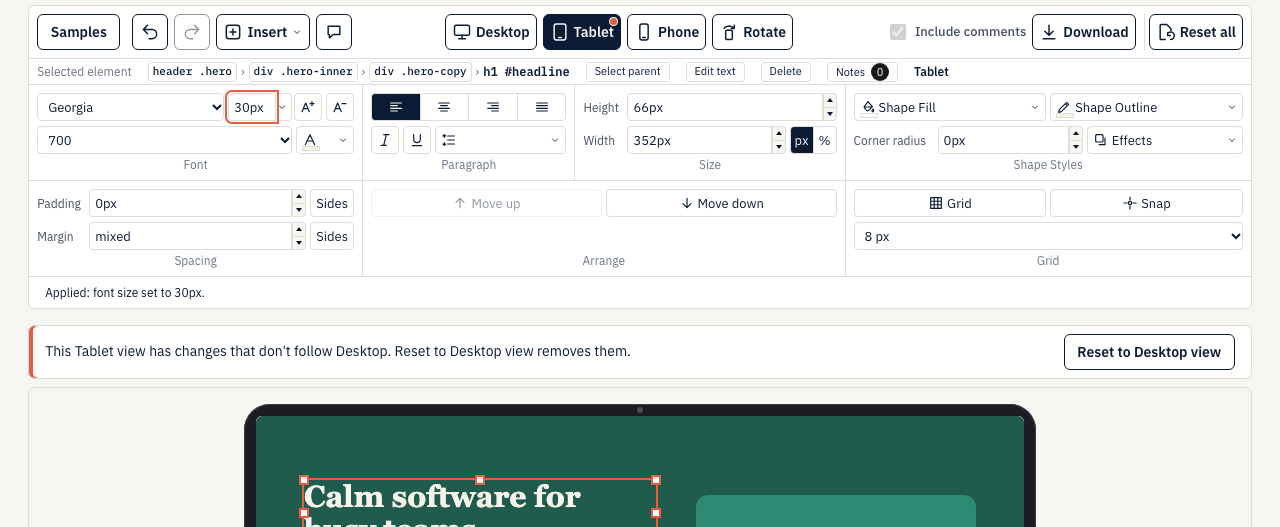 Samples Insert Desktop Tablet Phone Rotate Include comments Download Reset all
Selected element header .hero › div .hero-inner › div .hero-copy › h1 #headline Select parent Edit text Delete Notes 0 Tablet
Georgia 30px A+ A- Height 66px Shape Fill Shape Outline
700 A I U Width 352px px % Corner radius 0px Effects
Font Paragraph Size Shape Styles
Padding 0px Sides Move up Move down Grid Snap
Margin mixed Sides 8 px
Spacing Arrange Grid
Applied: font size set to 30px.
This Tablet view has changes that don't follow Desktop. Reset to Desktop view removes them. Reset to Desktop view
Calm software for
busy teams